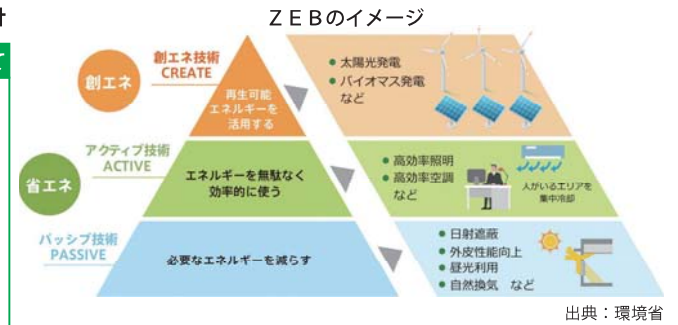 ＺＥＢのイメージ
創エネ
創エネ技術
CREATE
再生可能
エネルギーを
活用する
● 太陽光発電
● バイオマス発電
など
省エネ
アクティブ技術
ACTIVE
エネルギーを無駄なく
効率的に使う
● 高効率照明
● 高効率空調
など
人がいるエリアを
集中冷却
パッシブ技術
PASSIVE
必要なエネルギーを減らす
● 日射遮蔽
● 外皮性能向上
● 昼光利用
● 自然換気　など
出典：環境省